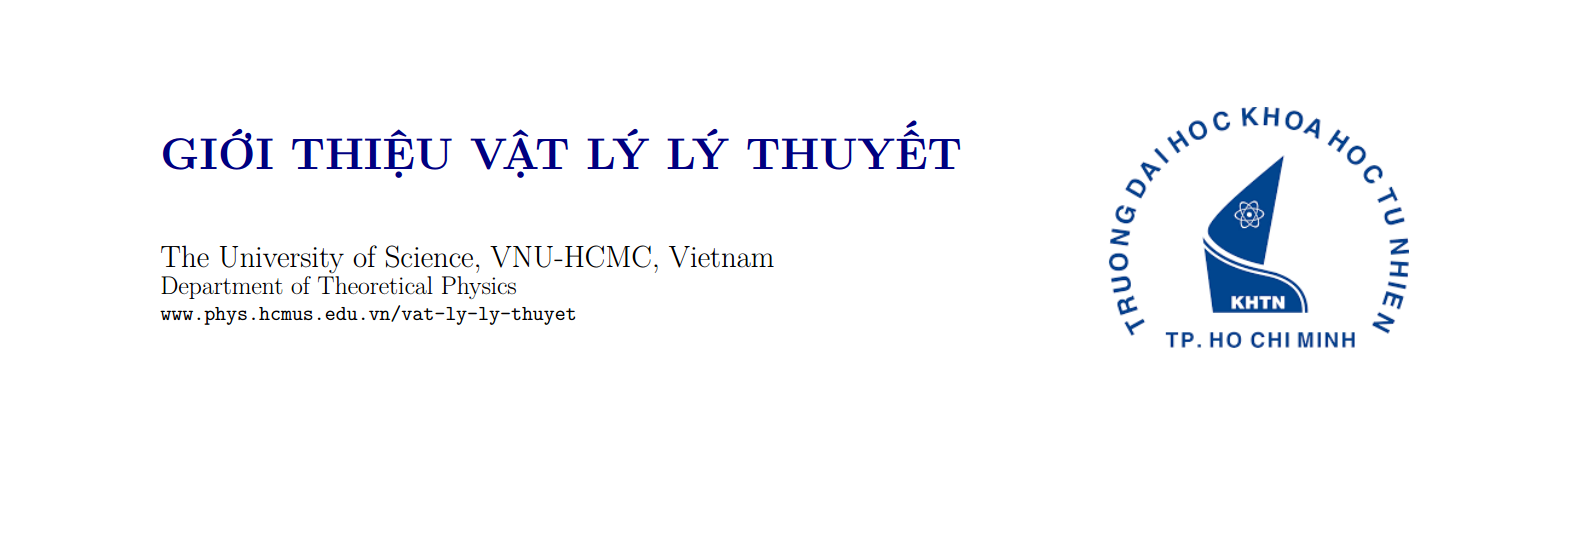 GIỚI THIỆU VẬT LÝ LÝ THUYẾT
The University of Science, VNU-HCMC, Vietnam
Department of Theoretical Physics
www.phys.hcmus.edu.vn/vat-ly-ly-thuyet
TRUONG DAI HOC KHOA HOC TU NHIEN
KHTN
TP. HO CHI MINH